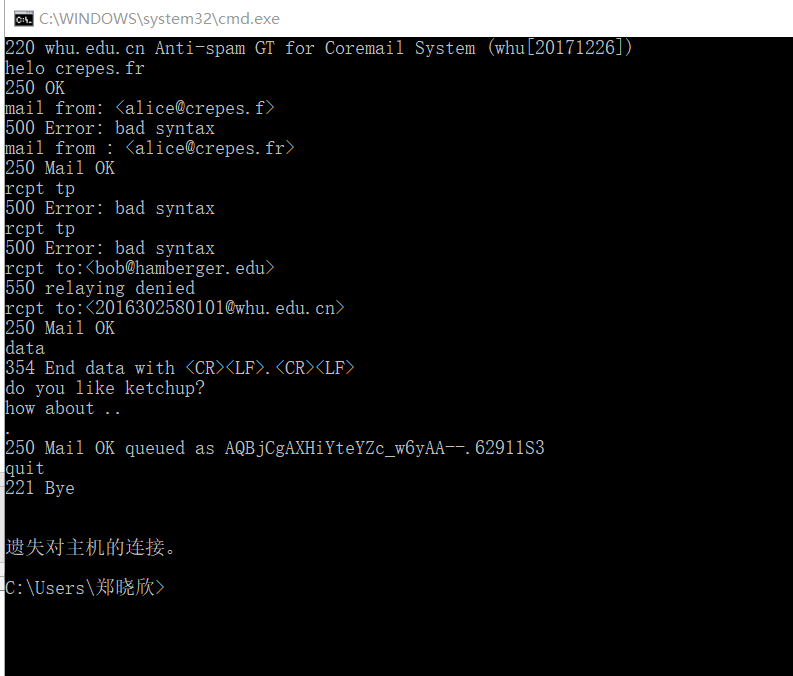 C:\WINDOWS\system32\cmd.exe
220 whu.edu.cn Anti-spam GT for Coremail System (whu[20171226])
helo crepes.fr
250 OK
mail from: <alice@crepes.f>
500 Error: bad syntax
mail from : <alice@crepes.fr>
250 Mail OK
rcpt tp
500 Error: bad syntax
rcpt tp
500 Error: bad syntax
rcpt to:<bob@hamberger.edu>
550 relaying denied
rcpt to:<2016302580101@whu.edu.cn>
250 Mail OK
data
354 End data with <CR><LF>.<CR><LF>
do you like ketchup?
how about ..
.
250 Mail OK queued as AQBjCgAXHiYteYZc_w6yAA--.62911S3
quit
221 Bye
遗失对主机的连接。
C:\Users\郑晓欣>